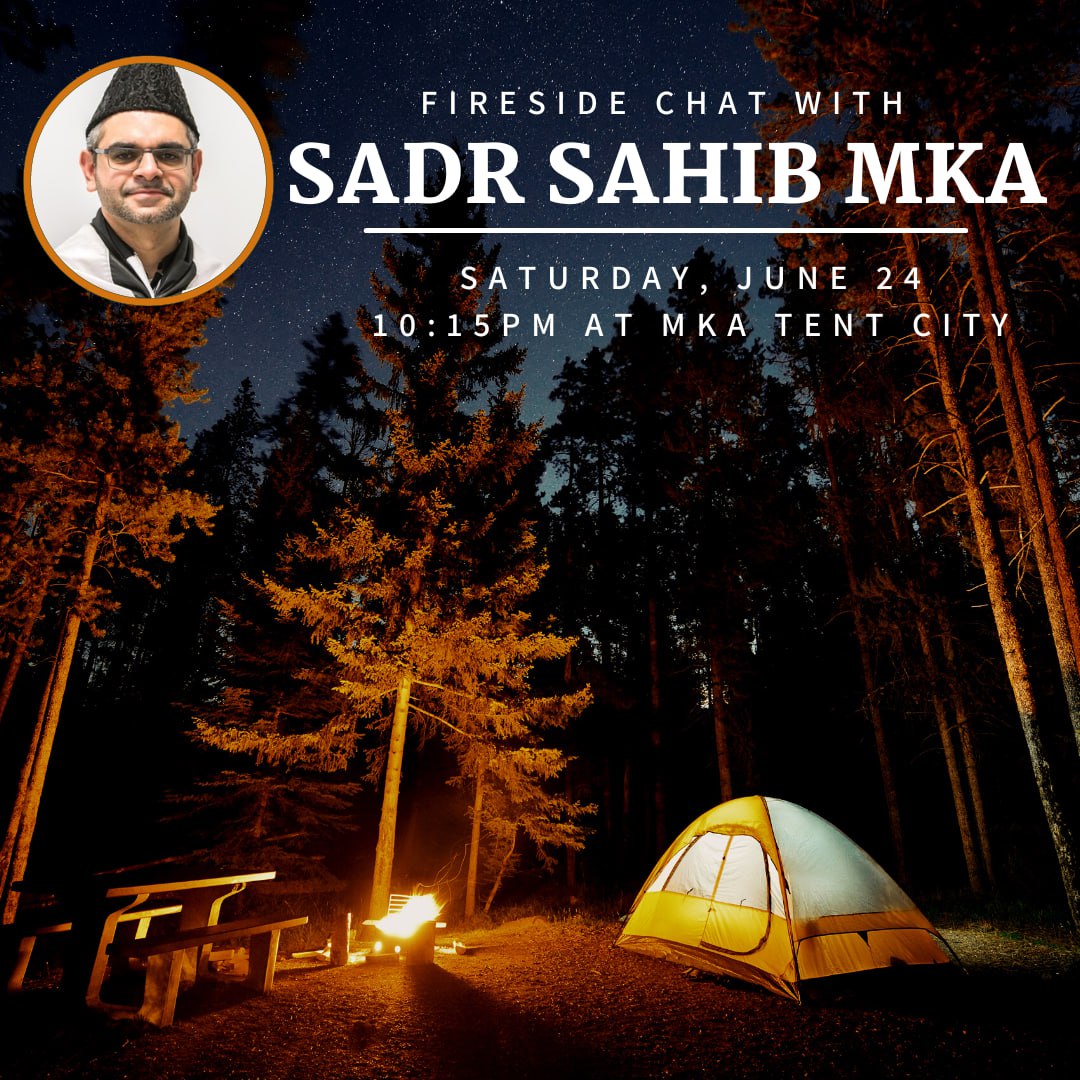 FIRESIDE CHAT WITH
SADR SAHIB MKA
SATURDAY, JUNE 24
10:15PM AT MKA TENT CITY